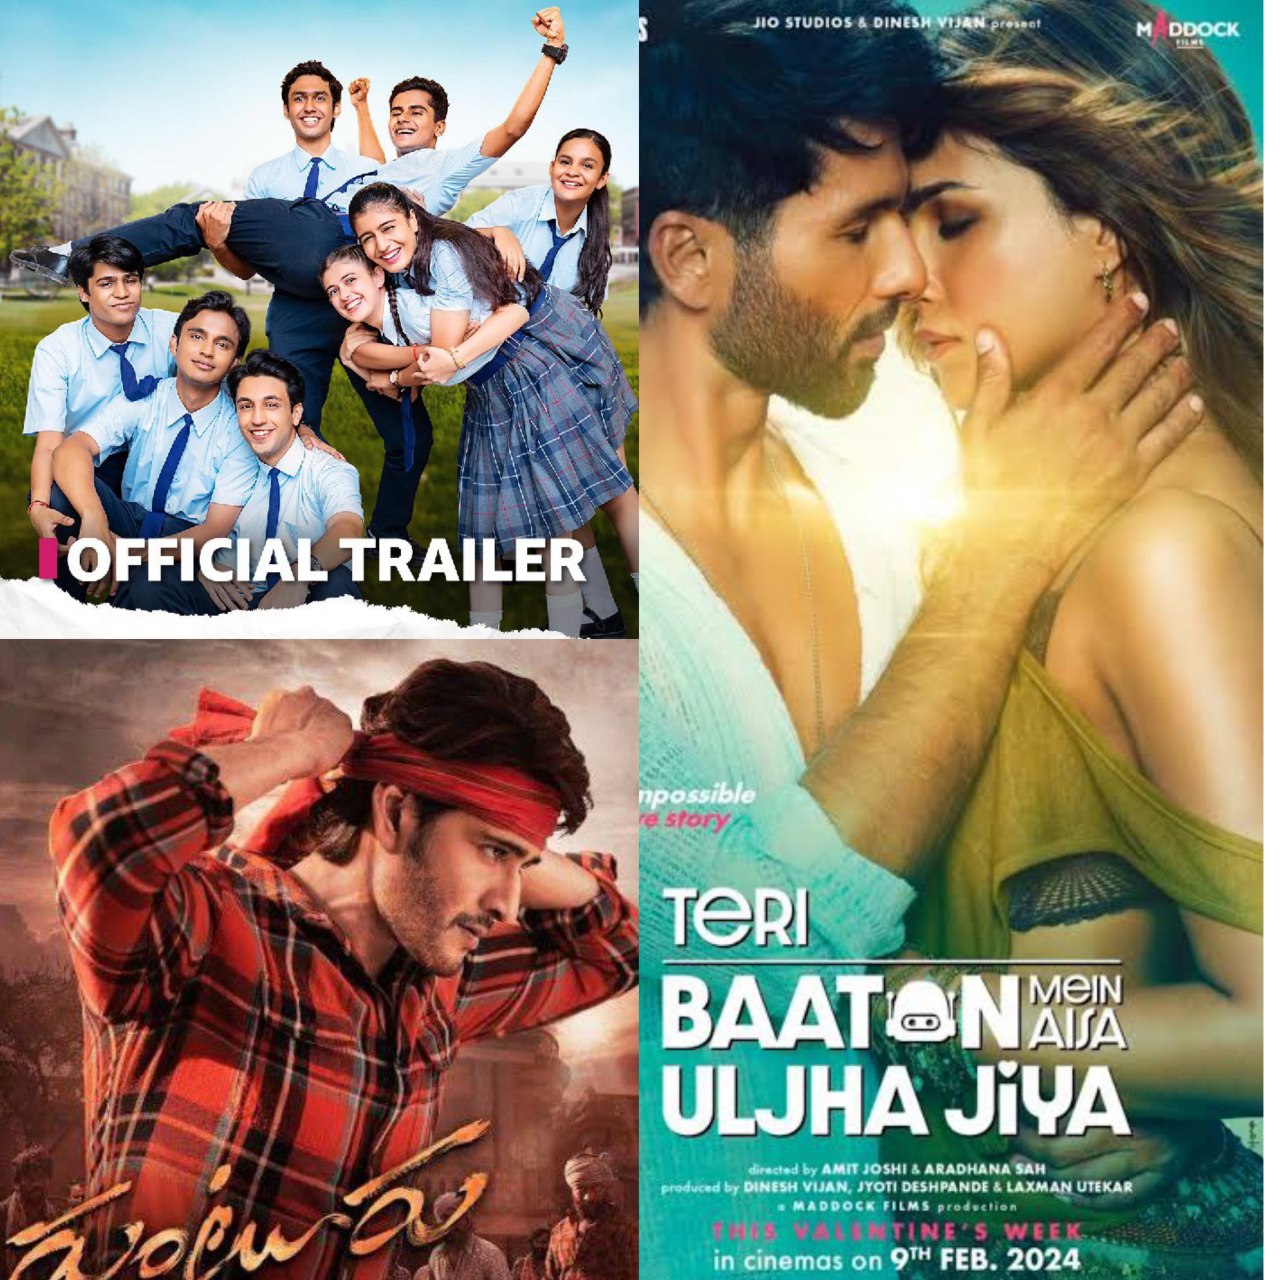 OFFICIAL TRAILER
గుంటూరు
JIO STUDIOS & DINESH VIJAN present
MADDOCK
FILMS
mpossible
re story
TeRI
BAATON MEIN AISA
ULJHA JiYA
directed by AMIT JOSHI & ARADHANA SAH
produced by DINESH VIJAN, JYOTI DESHPANDE & LAXMAN UTEKAR
a MADDOCK FILMS production
THIS VALENTINE'S WEEK
in cinemas on 9TH FEB. 2024